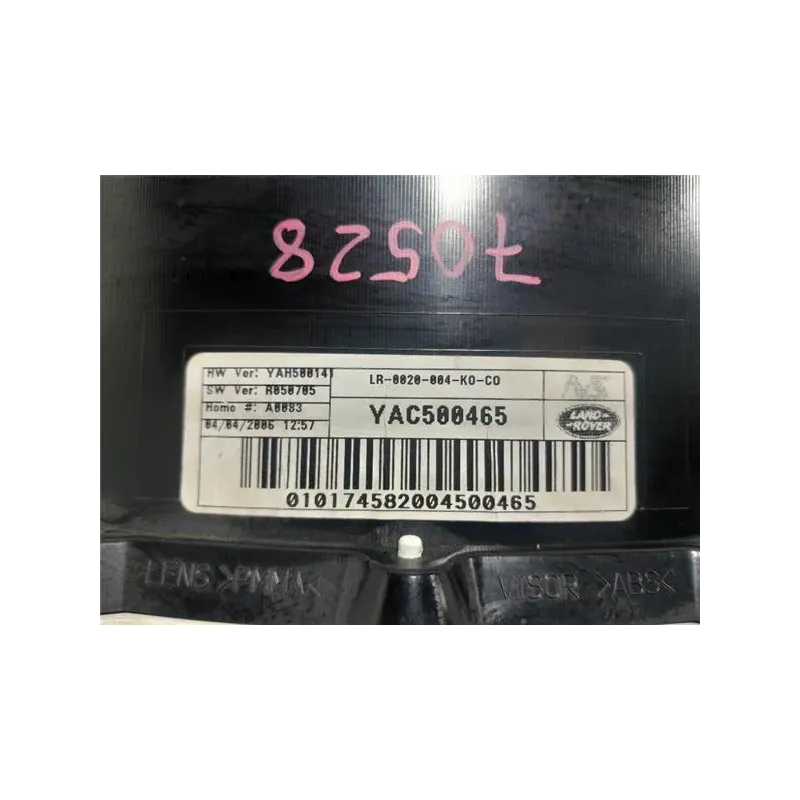 70528
HW Ver: YAH500141
SW Ver: R050705
Homo #: A0083
04/04/2006 12:57
LR-0020-004-KO-CO
YAC500465
LAND-
-ROVER
010174582004500465
LENS >PMMA<
VISOR >ABS<